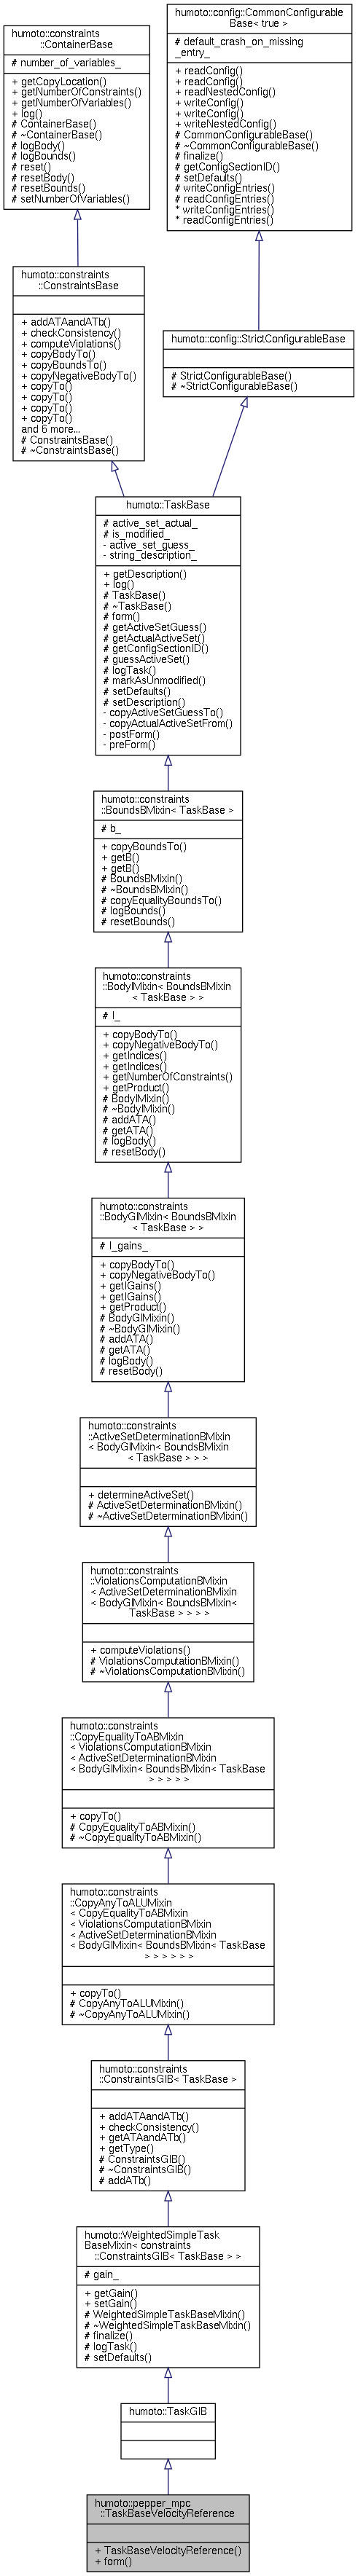 humoto::constraints
::ContainerBase
# number_of_variables_
+ getCopyLocation()
+ getNumberOfConstraints()
+ getNumberOfVariables()
+ log()
# ContainerBase()
# ~ContainerBase()
# logBody()
# logBounds()
# reset()
# resetBody()
# resetBounds()
# setNumberOfVariables()
humoto::config::CommonConfigurable
Base< true >
# default_crash_on_missing
_entry_
+ readConfig()
+ readConfig()
+ readNestedConfig()
+ writeConfig()
+ writeConfig()
+ writeNestedConfig()
# CommonConfigurableBase()
# ~CommonConfigurableBase()
# finalize()
# getConfigSectionID()
# setDefaults()
# writeConfigEntries()
# readConfigEntries()
* writeConfigEntries()
* readConfigEntries()
humoto::constraints
::ConstraintsBase
+ addATAandATb()
+ checkConsistency()
+ computeViolations()
+ copyBodyTo()
+ copyBoundsTo()
+ copyNegativeBodyTo()
+ copyTo()
+ copyTo()
+ copyTo()
+ copyTo()
and 6 more...
# ConstraintsBase()
# ~ConstraintsBase()
humoto::config::StrictConfigurableBase
# StrictConfigurableBase()
# ~StrictConfigurableBase()
humoto::TaskBase
# active_set_actual_
# is_modified_
- active_set_guess_
- string_description_
+ getDescription()
+ log()
# TaskBase()
# ~TaskBase()
# form()
# getActiveSetGuess()
# getActualActiveSet()
# getConfigSectionID()
# guessActiveSet()
# logTask()
# markAsUnmodified()
# setDefaults()
# setDescription()
- copyActiveSetGuessTo()
- copyActualActiveSetFrom()
- postForm()
- preForm()
humoto::constraints
::BoundsBMixin< TaskBase >
# b_
+ copyBoundsTo()
+ getB()
+ getB()
# BoundsBMixin()
# ~BoundsBMixin()
# copyEqualityBoundsTo()
# logBounds()
# resetBounds()
humoto::constraints
::BodyIMixin< BoundsBMixin
< TaskBase > >
# I_
+ copyBodyTo()
+ copyNegativeBodyTo()
+ getIndices()
+ getIndices()
+ getNumberOfConstraints()
+ getProduct()
# BodyIMixin()
# ~BodyIMixin()
# addATA()
# getATA()
# logBody()
# resetBody()
humoto::constraints
::BodyGIMixin< BoundsBMixin
< TaskBase > >
# I_gains_
+ copyBodyTo()
+ copyNegativeBodyTo()
+ getIGains()
+ getIGains()
+ getProduct()
# BodyGIMixin()
# ~BodyGIMixin()
# addATA()
# getATA()
# logBody()
# resetBody()
humoto::constraints
::ActiveSetDeterminationBMixin
< BodyGIMixin< BoundsBMixin
< TaskBase > > >
+ determineActiveSet()
# ActiveSetDeterminationBMixin()
# ~ActiveSetDeterminationBMixin()
humoto::constraints
::ViolationsComputationBMixin
< ActiveSetDeterminationBMixin
< BodyGIMixin< BoundsBMixin<
TaskBase > > > >
+ computeViolations()
# ViolationsComputationBMixin()
# ~ViolationsComputationBMixin()
humoto::constraints
::CopyEqualityToABMixin
< ViolationsComputationBMixin
< ActiveSetDeterminationBMixin
< BodyGIMixin< BoundsBMixin< TaskBase
> > > > >
+ copyTo()
# CopyEqualityToABMixin()
# ~CopyEqualityToABMixin()
humoto::constraints
::CopyAnyToALUMixin
< CopyEqualityToABMixin
< ViolationsComputationBMixin
< ActiveSetDeterminationBMixin
< BodyGIMixin< BoundsBMixin< TaskBase
> > > > > >
+ copyTo()
# CopyAnyToALUMixin()
# ~CopyAnyToALUMixin()
humoto::constraints
::ConstraintsGIB< TaskBase >
+ addATAandATb()
+ checkConsistency()
+ getATAandATb()
+ getType()
# ConstraintsGIB()
# ~ConstraintsGIB()
# addATb()
humoto::WeightedSimpleTask
BaseMixin< constraints
::ConstraintsGIB< TaskBase > >
# gain_
+ getGain()
+ setGain()
# WeightedSimpleTaskBaseMixin()
# ~WeightedSimpleTaskBaseMixin()
# finalize()
# logTask()
# setDefaults()
humoto::TaskGIB
humoto::pepper_mpc
::TaskBaseVelocityReference
+ TaskBaseVelocityReference()
+ form()